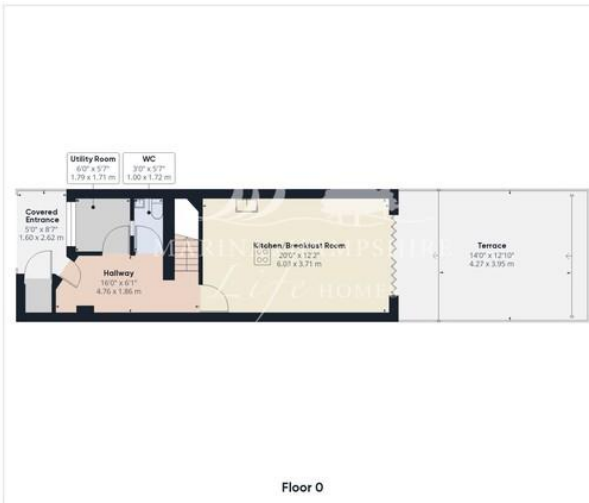 Utility Room
6'0" x 5'7"
1.79 x 1.71 m
WC
3'0" x 5'7"
1.00 x 1.72 m
Covered
Entrance
5'0" x 8'7"
1.60 x 2.62 m
Hallway
16'0" x 6'1"
4.76 x 1.86 m
Kitchen/Breakfast Room
20'0" x 12'2"
6.01 x 3.71 m
Terrace
14'0" x 12'10"
4.27 x 3.95 m
Life HOMES
Floor 0